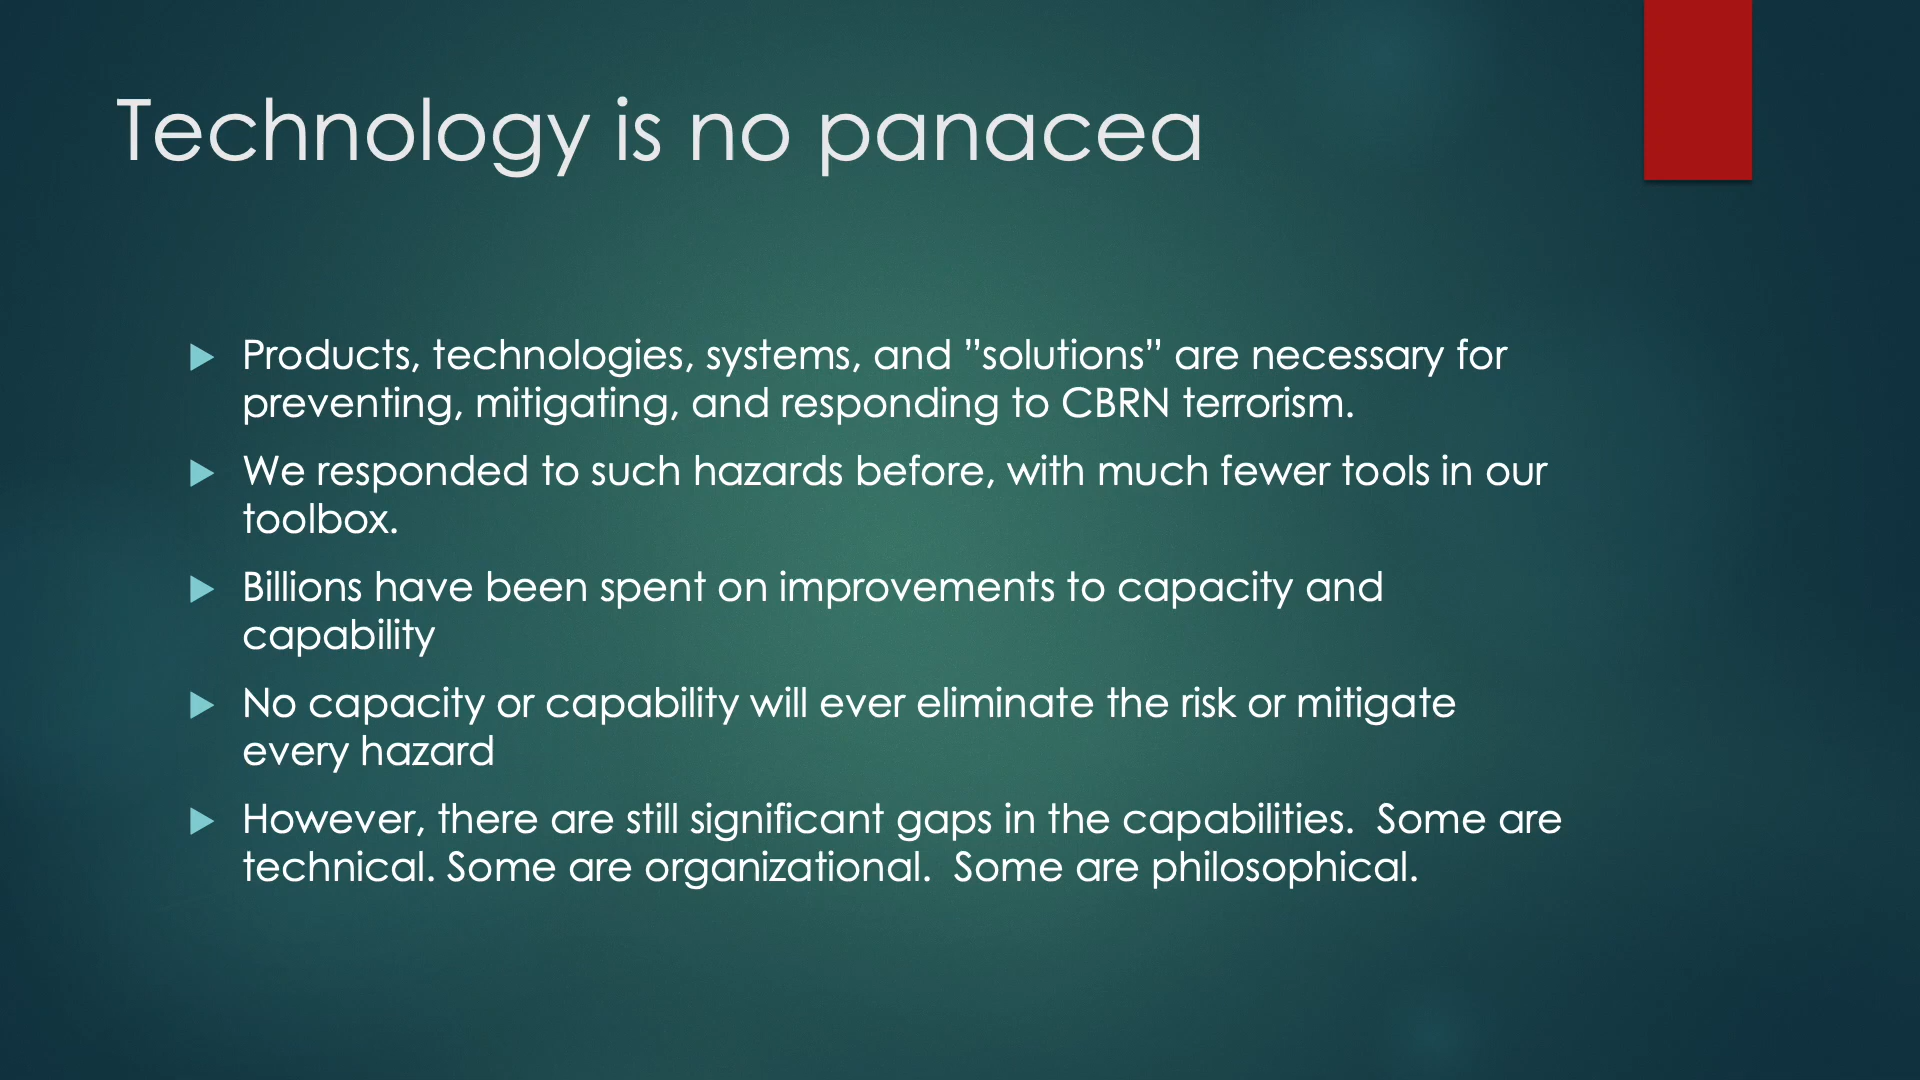 Technology is no panacea
Products, technologies, systems, and ”solutions” are necessary for
preventing, mitigating, and responding to CBRN terrorism.
We responded to such hazards before, with much fewer tools in our
toolbox.
Billions have been spent on improvements to capacity and
capability
No capacity or capability will ever eliminate the risk or mitigate
every hazard
However, there are still significant gaps in the capabilities.  Some are
technical. Some are organizational.  Some are philosophical.